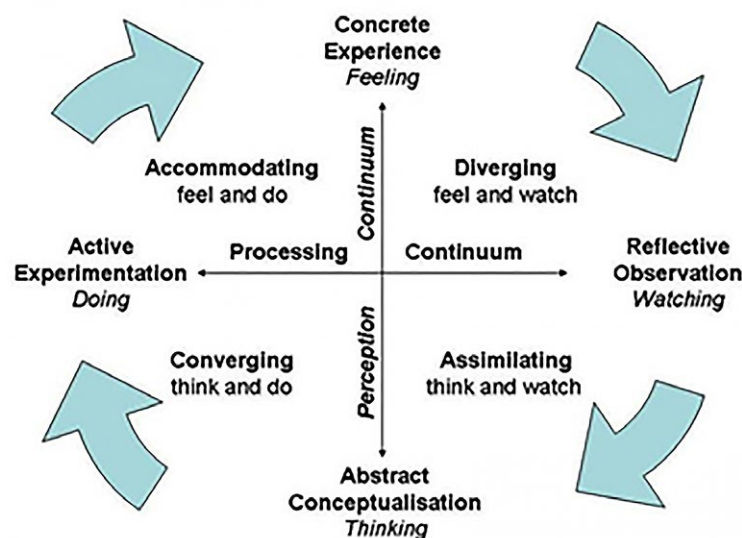 Concrete
Experience
Feeling
Continuum
Accommodating
feel and do
Diverging
feel and watch
Active
Experimentation
Doing
Processing
Continuum
Reflective
Observation
Watching
Perception
Converging
think and do
Assimilating
think and watch
Abstract
Conceptualisation
Thinking